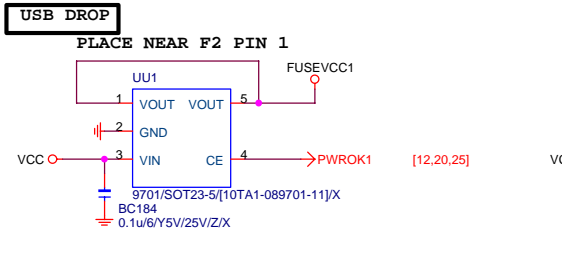 USB DROP
PLACE NEAR F2 PIN 1
UU1
FUSEVCC1
1 VOUT VOUT 5
2 GND
VCC 3 VIN CE 4 PWROK1 [12,20,25]
9701/SOT23-5/[10TA1-089701-11]/X
BC184
0.1u/6/Y5V/25V/Z/X